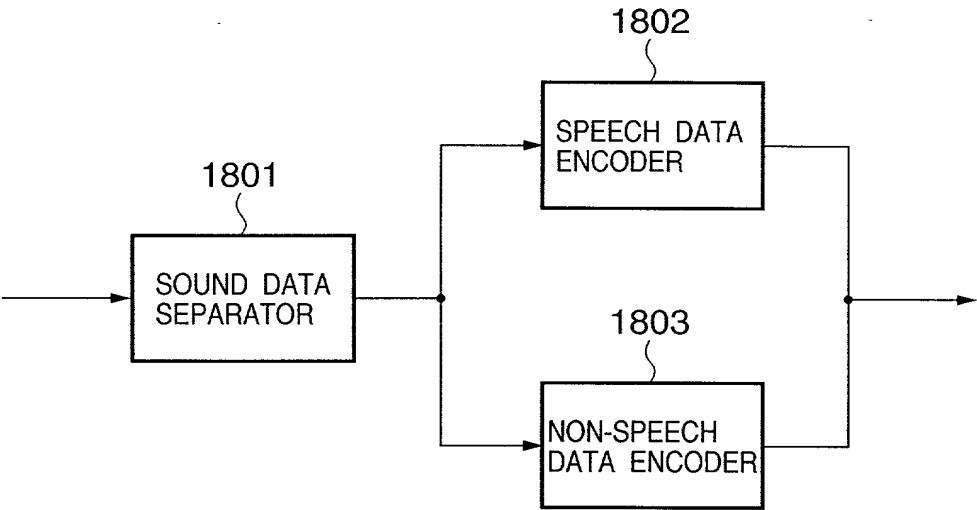 1802
SPEECH DATA
ENCODER
1801
SOUND DATA
SEPARATOR
1803
NON-SPEECH
DATA ENCODER